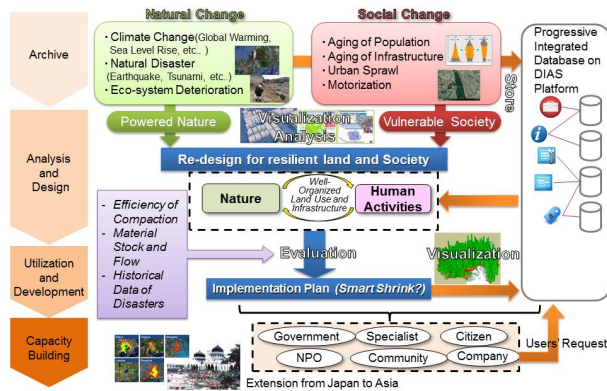 Natural Change
Social Change
Archive
・Climate Change(Global Warming,
Sea Level Rise, etc.. )
・Natural Disaster
(Earthquake, Tsunami, etc..)
・Eco-system Deterioration
・Aging of Population
・Aging of Infrastructure
・Urban Sprawl
・Motorization
Store
Progressive
Integrated
Database on
DIAS
Platform
Powered Nature
Visualization
Analysis
Vulnerable Society
Analysis
and
Design
Re-design for resilient land and Society
Nature
Well-
Organized
Land Use and
Infrastructure
Human
Activities
- Efficiency of
Compaction
- Material
Stock and
Flow
- Historical
Data of
Disasters
Evaluation
Visualization
Utilization
and
Development
Implementation Plan (Smart Shrink?)
Capacity
Building
Government
Specialist
Citizen
NPO
Community
Company
Users' Request
Extension from Japan to Asia